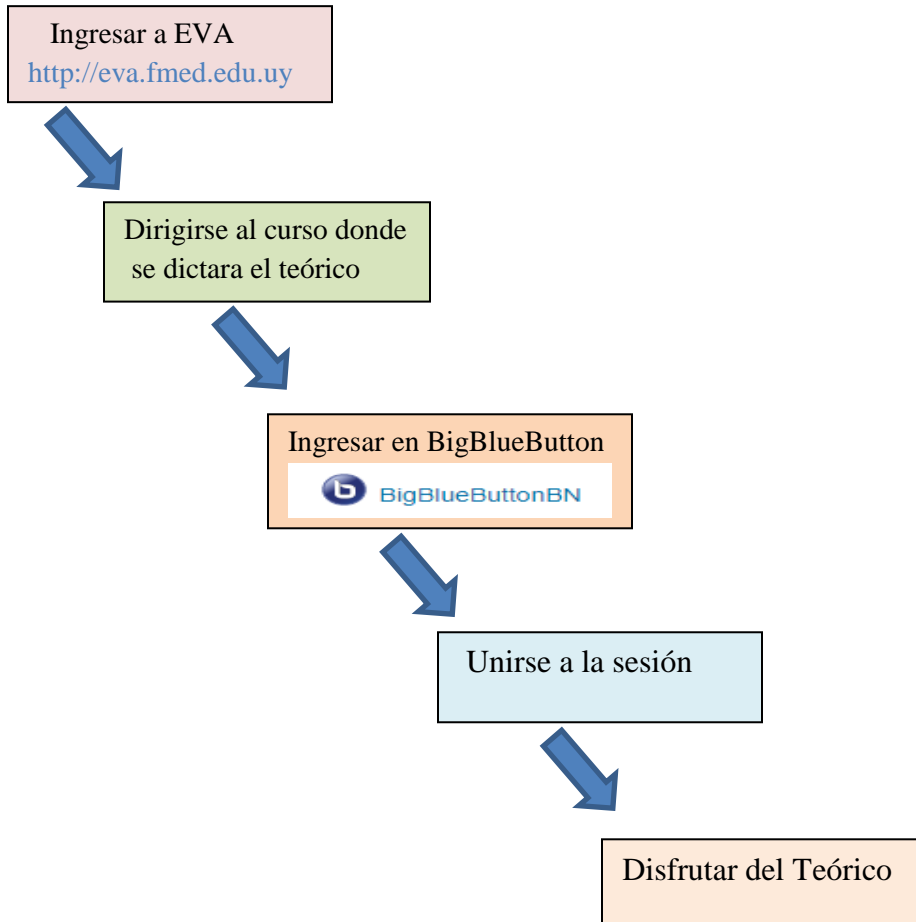 Ingresar a EVA
http://eva.fmed.edu.uy
Dirigirse al curso donde
se dictara el teórico
Ingresar en BigBlueButton
b BigBlueButtonBN
Unirse a la sesión
Disfrutar del Teórico